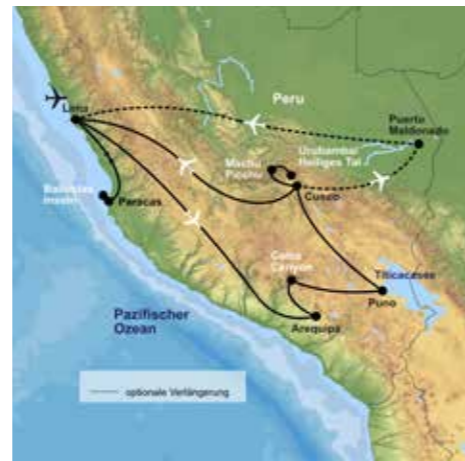 Peru
Lima
Puerto
Maldonado
Machu
Picchu
Urubamba/
Heiliges Tal
Cusco
Ballestas
Inseln
Paracas
Colca
Canyon
Titicacasee
Puno
Arequipa
Pazifischer
Ozean
optionale Verlängerung